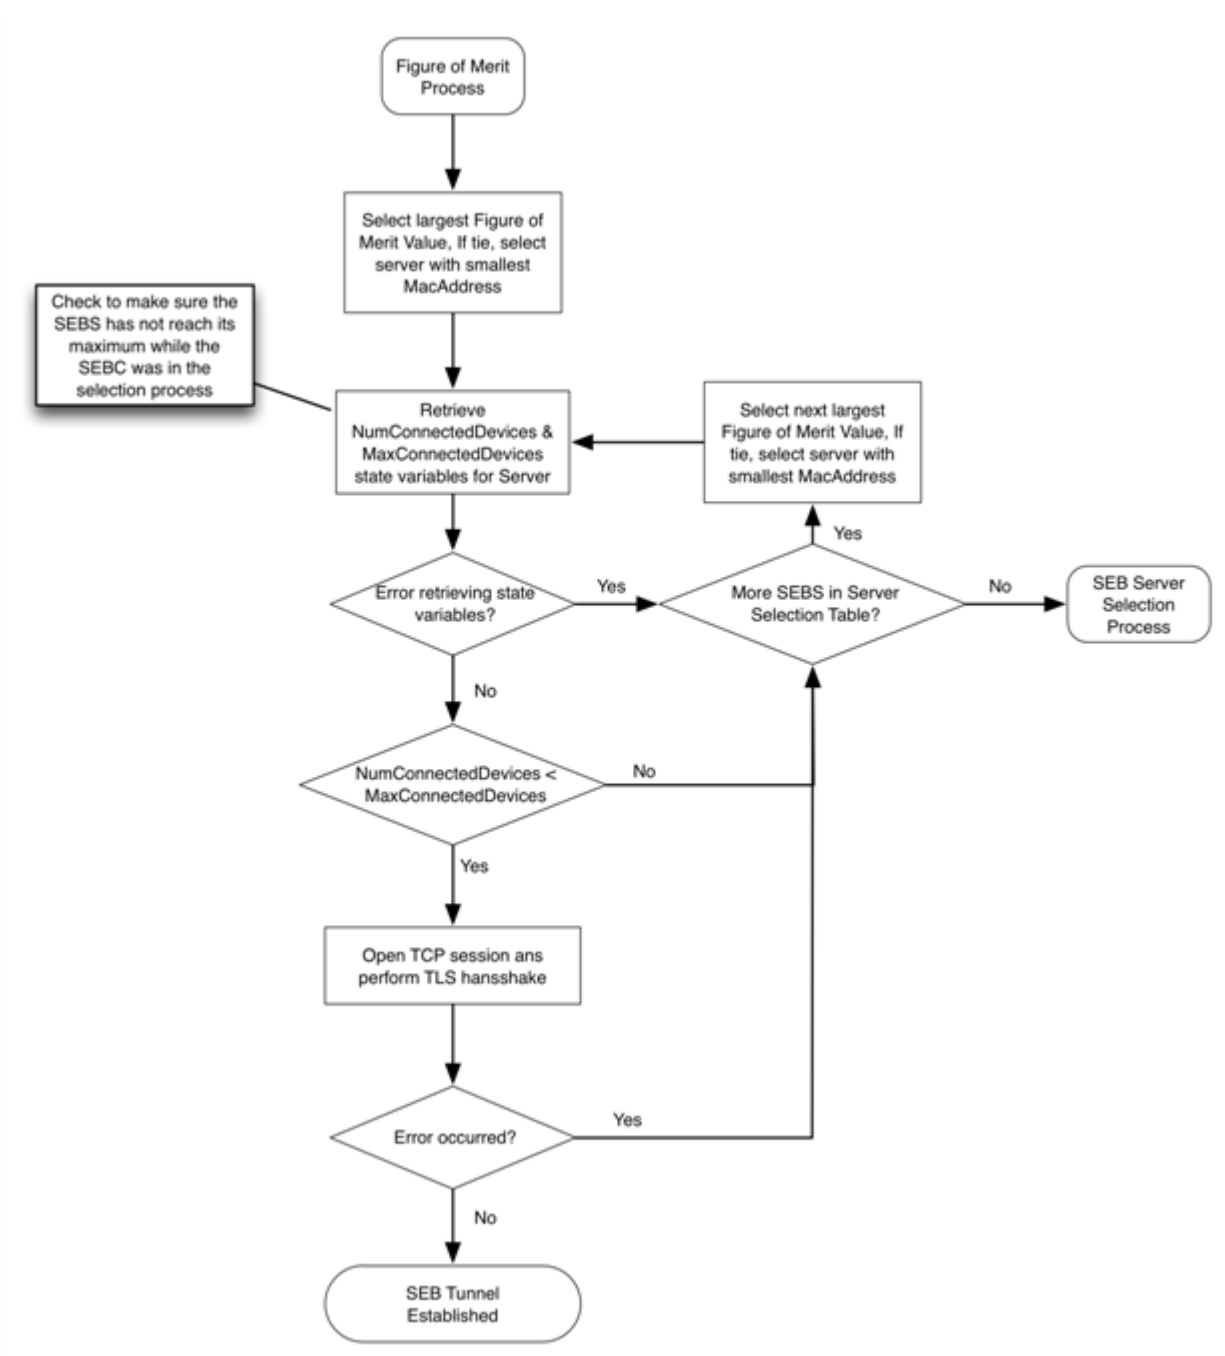 Figure of Merit
Process
Select largest Figure of
Merit Value, If tie, select
server with smallest
MacAddress
Check to make sure the
SEBS has not reach its
maximum while the
SEBC was in the
selection process
Retrieve
NumConnectedDevices &
MaxConnectedDevices
state variables for Server
Select next largest
Figure of Merit Value, If
tie, select server with
smallest MacAddress
Yes
Error retrieving state
variables?
Yes
More SEBS in Server
Selection Table?
No
SEB Server
Selection
Process
No
NumConnectedDevices <
MaxConnectedDevices
No
Yes
Open TCP session ans
perform TLS hansshake
Error occurred?
Yes
No
SEB Tunnel
Established